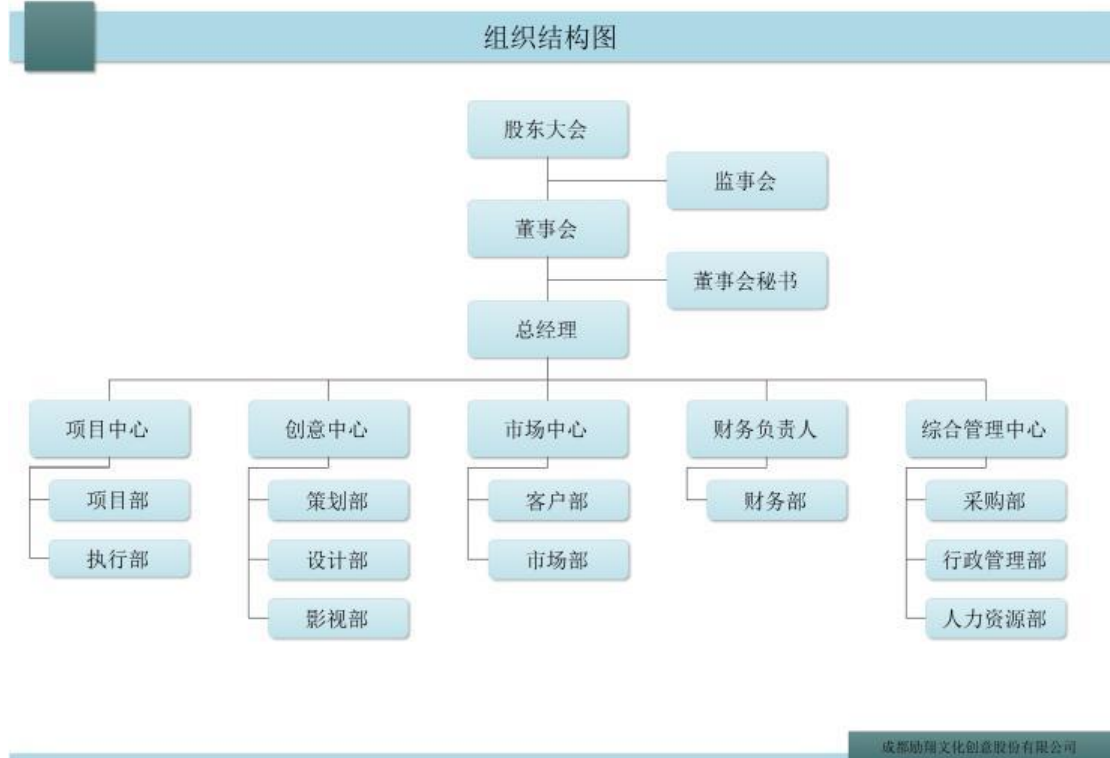 组织结构图
股东大会
监事会
董事会
董事会秘书
总经理
项目中心
创意中心
市场中心
财务负责人
综合管理中心
项目部
策划部
客户部
财务部
采购部
执行部
设计部
市场部
行政管理部
影视部
人力资源部
成都励翔文化创意股份有限公司